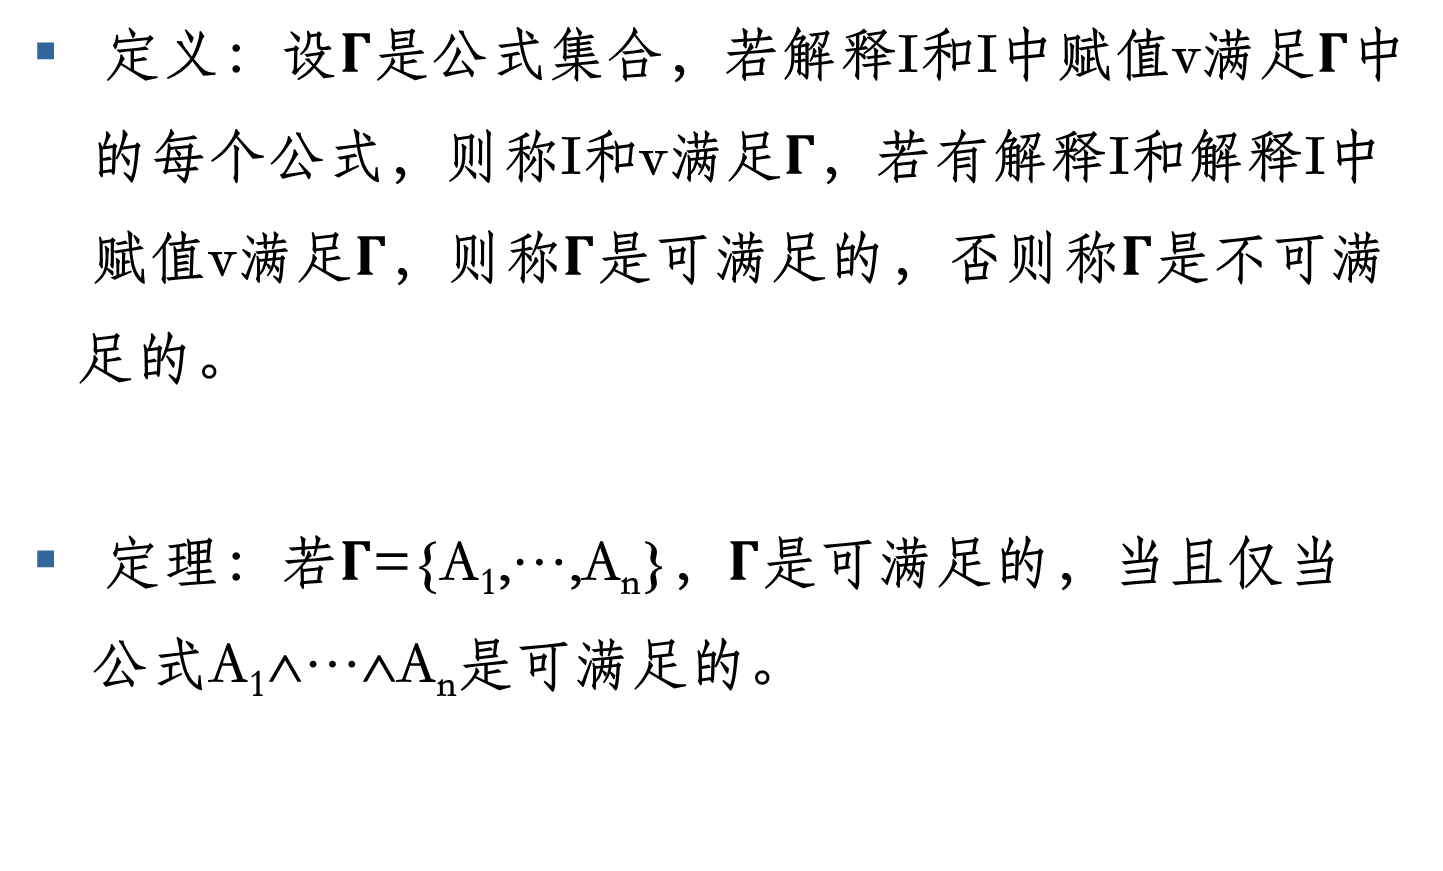 ▪ 定义：设Γ是公式集合，若解释I和I中赋值v满足Γ中
的每个公式，则称I和v满足Γ，若有解释I和解释I中
赋值v满足Γ，则称Γ是可满足的，否则称Γ是不可满
足的。
▪ 定理：若Γ={A₁,⋯,Aₙ}，Γ是可满足的，当且仅当
公式A₁∧⋯∧Aₙ是可满足的。